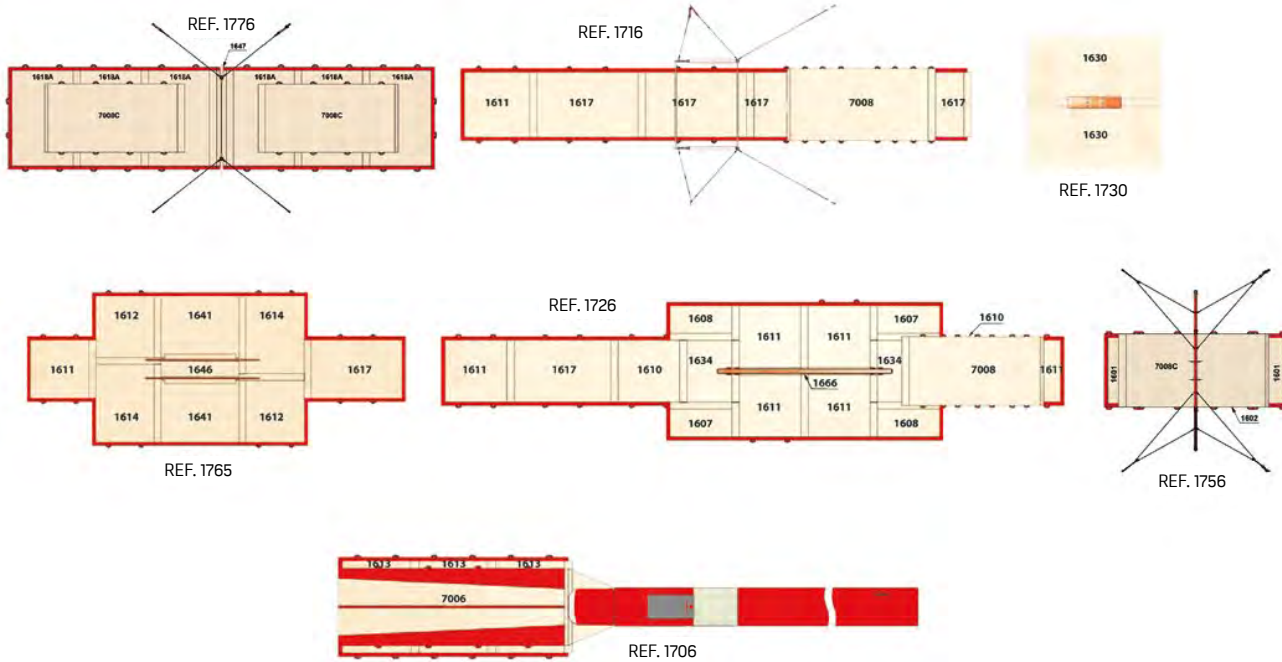 REF. 1776
1647
1618A 1618A 1618A 1618A 1618A 1618A
7008C 7008C
REF. 1716
1611 1617 1617 1617 7008 1617
1630
1630
REF. 1730
1612 1641 1614
1611 1646 1617
1614 1641 1612
REF. 1765
REF. 1726
1608 1611 1611 1607 1610
1611 1617 1610 1634 1634 7008 1611
1666
1607 1611 1611 1608
1601 7008C 1601
1602
REF. 1756
1613 1613 1613
7006
REF. 1706